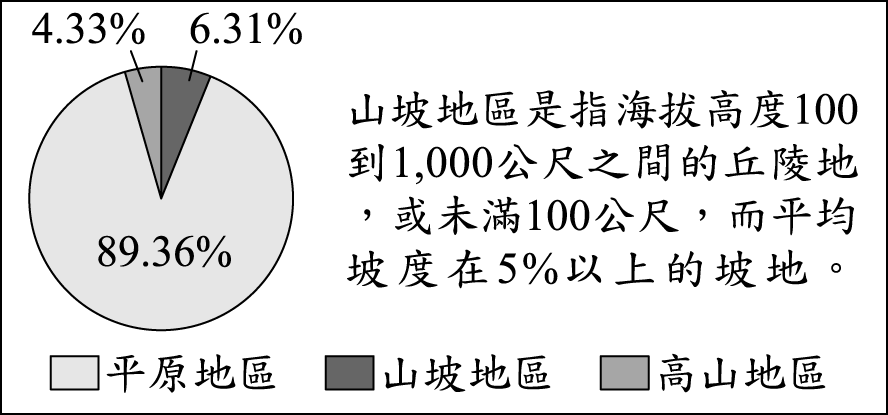 4.33% 6.31%
89.36%
山坡地區是指海拔高度100
到1,000公尺之間的丘陵地
，或未滿100公尺，而平均
坡度在5%以上的坡地。
平原地區 山坡地區 高山地區